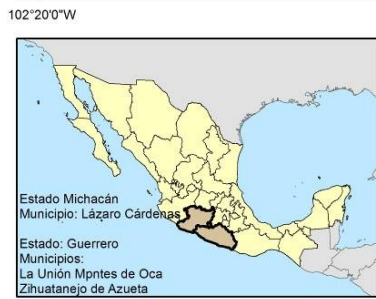 102°20'0"W
Estado Michacán
Municipio: Lázaro Cárdenas
Estado: Guerrero
Municipios:
La Unión Mpntes de Oca
Zihuatanejo de Azueta